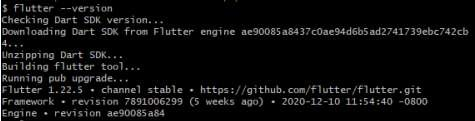 $ flutter --version
Checking Dart SDK version...
Downloading Dart SDK from Flutter engine ae90085a8437c0ae94d6b5ad2741739ebc742cb
4...
Unzipping Dart SDK...
Building flutter tool...
Running pub upgrade...
Flutter 1.22.5 • channel stable • https://github.com/flutter/flutter.git
Framework • revision 7891006299 (5 weeks ago) • 2020-12-10 11:54:40 -0800
Engine • revision ae90085a84